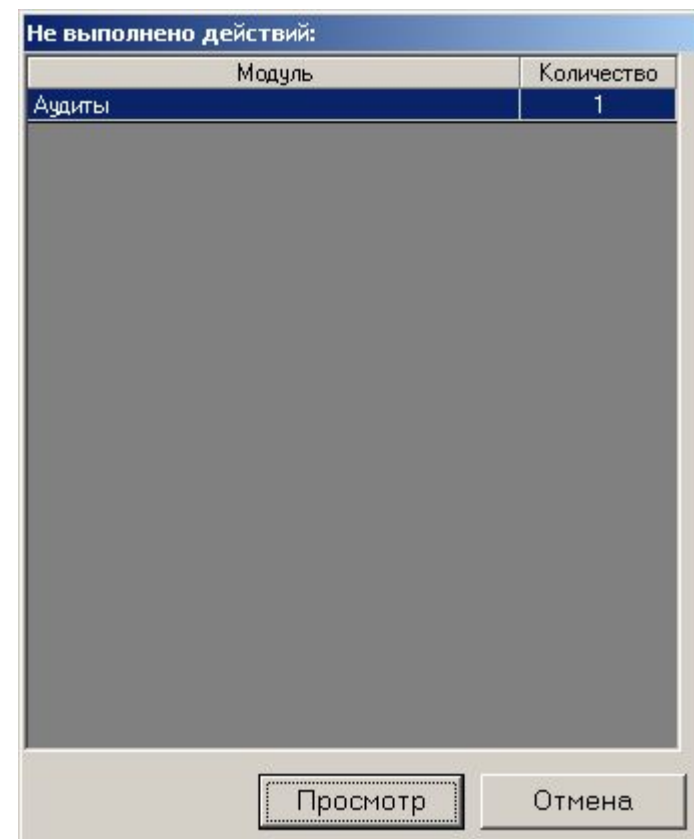 Не выполнено действий:
Модуль Количество
Аудиты 1
Просмотр Отмена